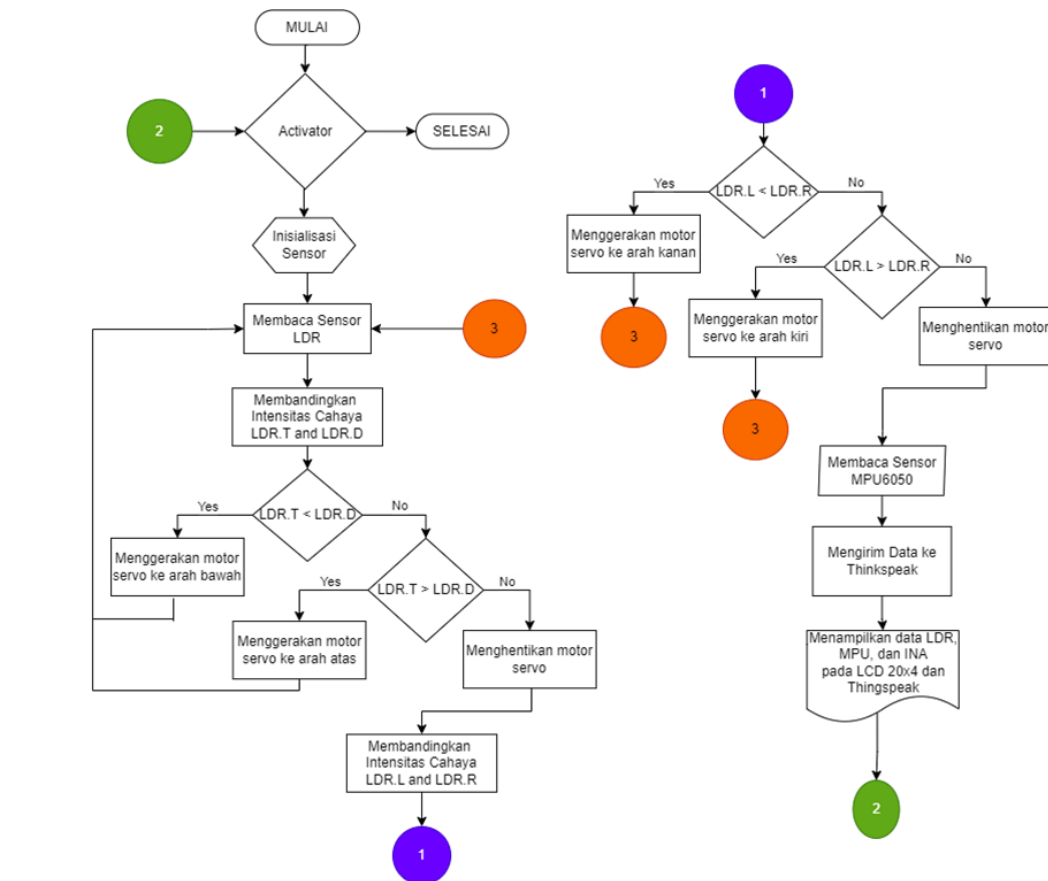 MULAI
2
Activator
SELESAI
Inisialisasi
Sensor
Membaca Sensor
LDR
3
Membandingkan
Intensitas Cahaya
LDR.T and LDR.D
LDR.T < LDR.D
Yes
No
Menggerakan motor
servo ke arah bawah
LDR.T > LDR.D
Yes
No
Menggerakan motor
servo ke arah atas
Menghentikan motor
servo
Membandingkan
Intensitas Cahaya
LDR.L and LDR.R
1
1
LDR.L < LDR.R
Yes
No
Menggerakan motor
servo ke arah kanan
3
LDR.L > LDR.R
Yes
No
Menggerakan motor
servo ke arah kiri
3
Menghentikan motor
servo
Membaca Sensor
MPU6050
Mengirim Data ke
Thinkspeak
Menampilkan data LDR,
MPU, dan INA
pada LCD 20x4 dan
Thingspeak
2